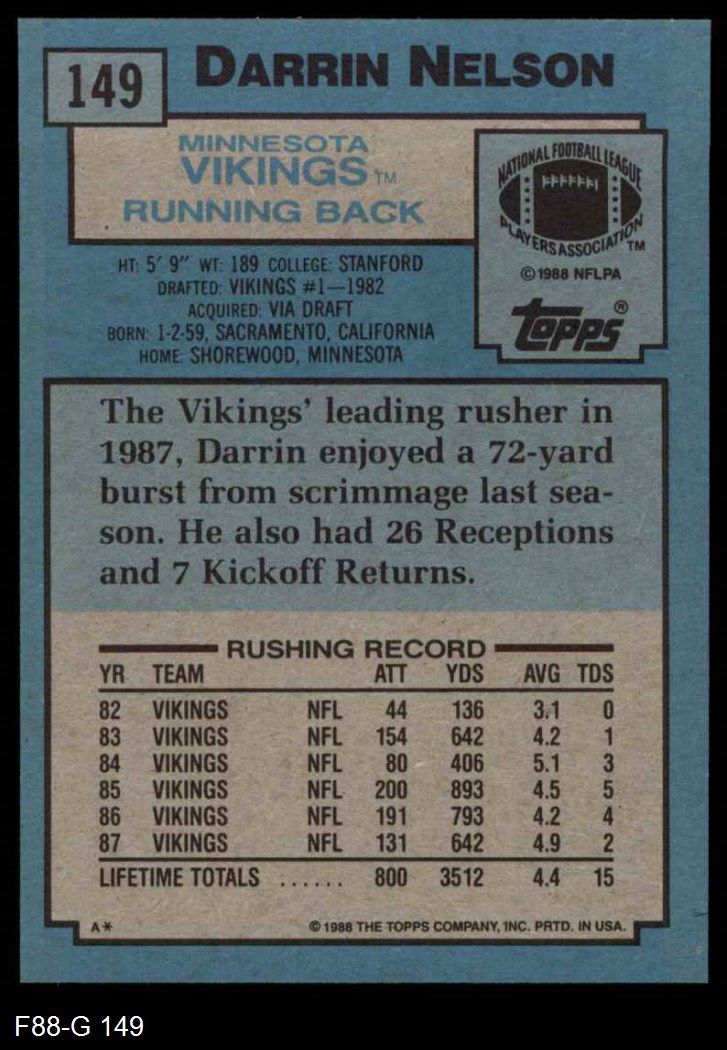 149
DARRIN NELSON
MINNESOTA
VIKINGS TM
RUNNING BACK
NATIONAL FOOTBALL LEAGUE
PLAYERS ASSOCIATION TM
© 1988 NFLPA
TOPPS®
HT: 5′ 9″ WT: 189 COLLEGE: STANFORD
DRAFTED: VIKINGS #1—1982
ACQUIRED: VIA DRAFT
BORN: 1-2-59, SACRAMENTO, CALIFORNIA
HOME: SHOREWOOD, MINNESOTA
The Vikings' leading rusher in
1987, Darrin enjoyed a 72-yard
burst from scrimmage last sea-
son. He also had 26 Receptions
and 7 Kickoff Returns.
RUSHING RECORD
YR TEAM ATT YDS AVG TDS
82 VIKINGS NFL 44 136 3.1 0
83 VIKINGS NFL 154 642 4.2 1
84 VIKINGS NFL 80 406 5.1 3
85 VIKINGS NFL 200 893 4.5 5
86 VIKINGS NFL 191 793 4.2 4
87 VIKINGS NFL 131 642 4.9 2
LIFETIME TOTALS ...... 800 3512 4.4 15
A* © 1988 THE TOPPS COMPANY, INC. PRTD. IN USA.
F88-G 149